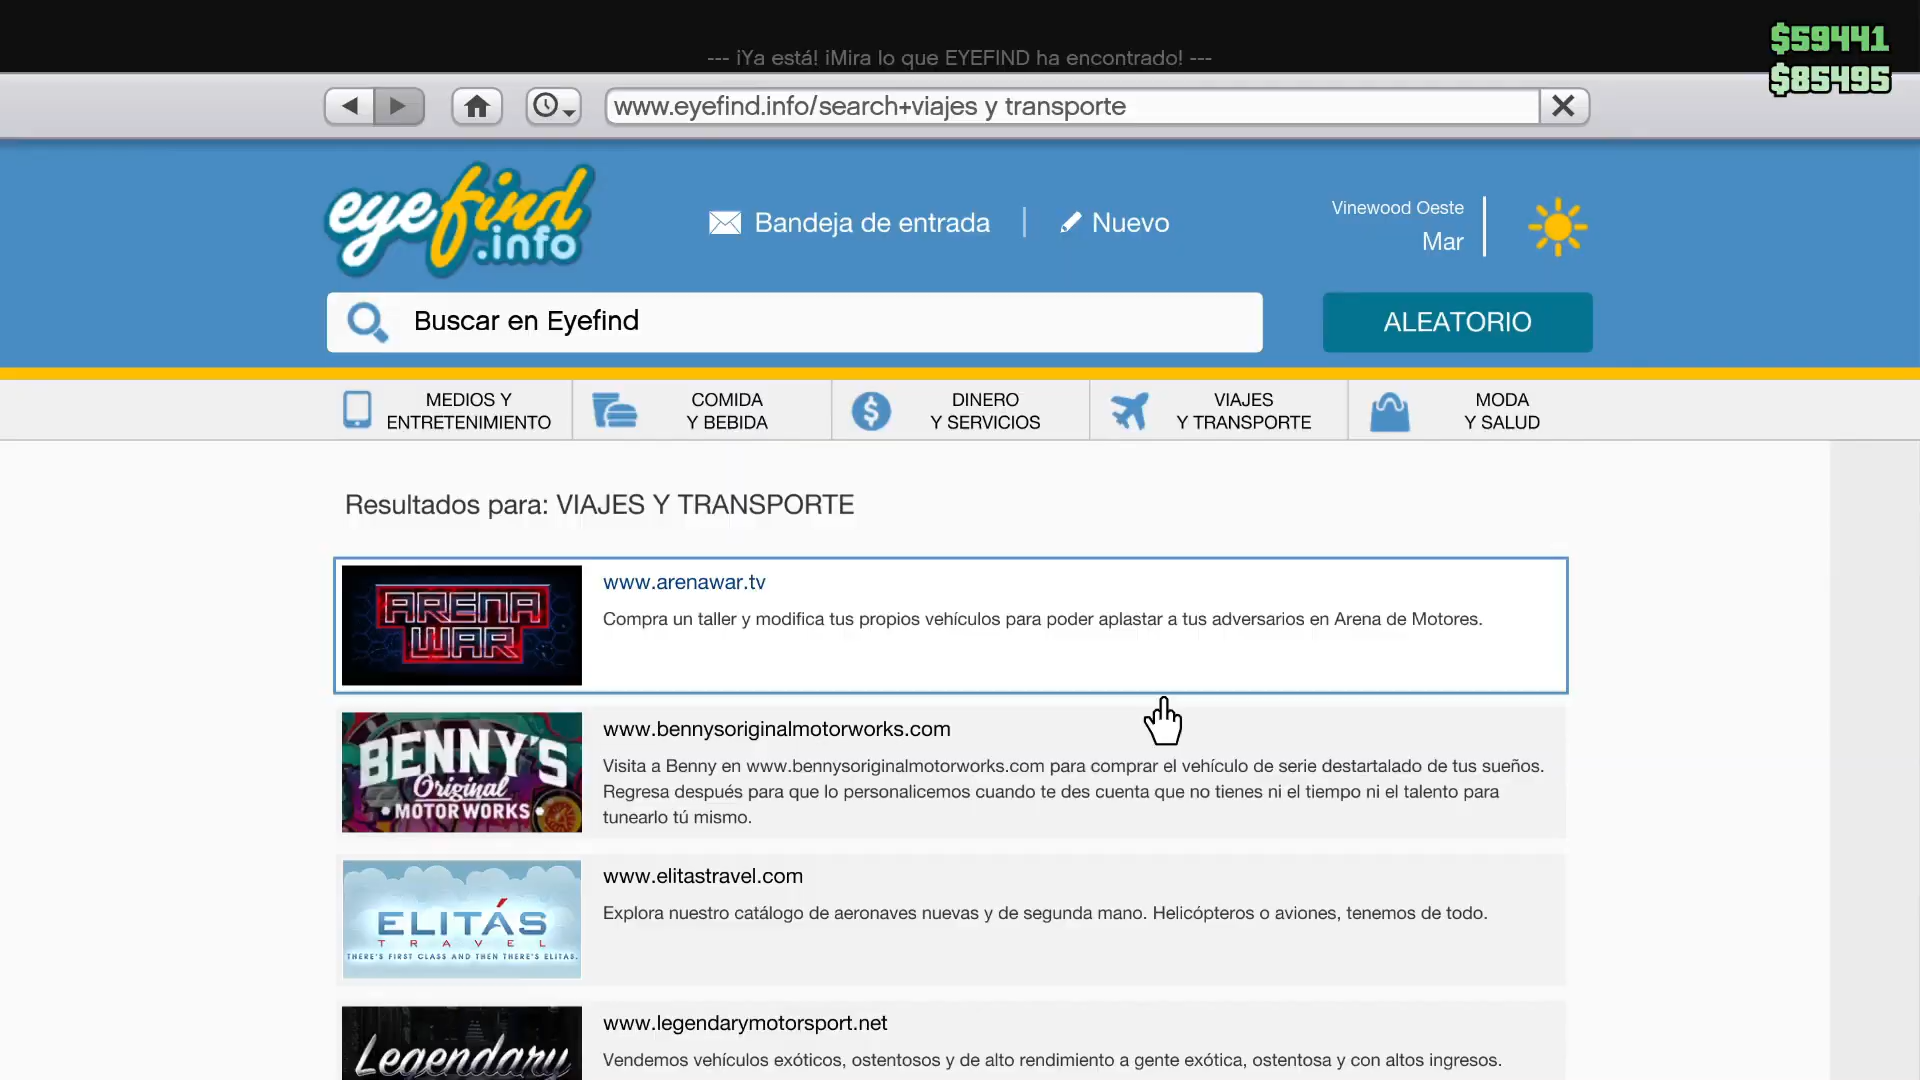 $59441
--- ¡Ya está! ¡Mira lo que EYEFIND ha encontrado! ---
$85495
www.eyefind.info/search+viajes y transporte
eyefind
.info
Bandeja de entrada
Nuevo
Vinewood Oeste
Mar
Buscar en Eyefind
ALEATORIO
MEDIOS Y
ENTRETENIMIENTO
COMIDA
Y BEBIDA
DINERO
Y SERVICIOS
VIAJES
Y TRANSPORTE
MODA
Y SALUD
Resultados para: VIAJES Y TRANSPORTE
ARENA
WAR
www.arenawar.tv
Compra un taller y modifica tus propios vehículos para poder aplastar a tus adversarios en Arena de Motores.
BENNY'S
Original
MOTOR WORKS
www.bennysoriginalmotorworks.com
Visita a Benny en www.bennysoriginalmotorworks.com para comprar el vehículo de serie destartalado de tus sueños.
Regresa después para que lo personalicemos cuando te des cuenta que no tienes ni el tiempo ni el talento para
tunearlo tú mismo.
ELITÁS
TRAVEL
THERE'S FIRST CLASS AND THEN THERE'S ELITAS.
www.elitastravel.com
Explora nuestro catálogo de aeronaves nuevas y de segunda mano. Helicópteros o aviones, tenemos de todo.
Legendary
www.legendarymotorsport.net
Vendemos vehículos exóticos, ostentosos y de alto rendimiento a gente exótica, ostentosa y con altos ingresos.